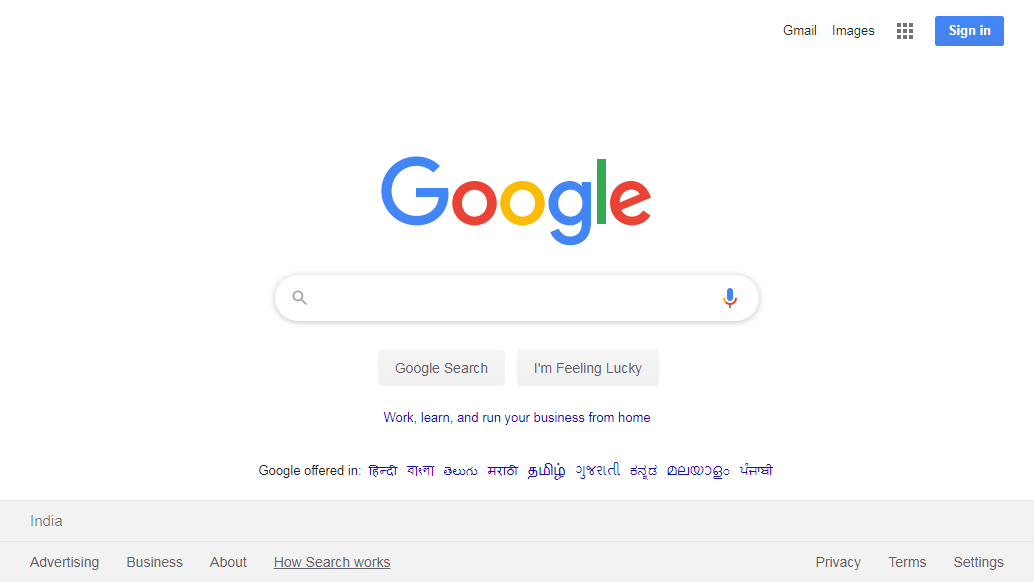 Gmail Images Sign in
Google
Google Search I'm Feeling Lucky
Work, learn, and run your business from home
Google offered in: हिन्दी বাংলা తెలుగు मराठी தமிழ் ગુજરાતી ಕನ್ನಡ മലയാളം ਪੰਜਾਬੀ
India
Advertising Business About How Search works Privacy Terms Settings